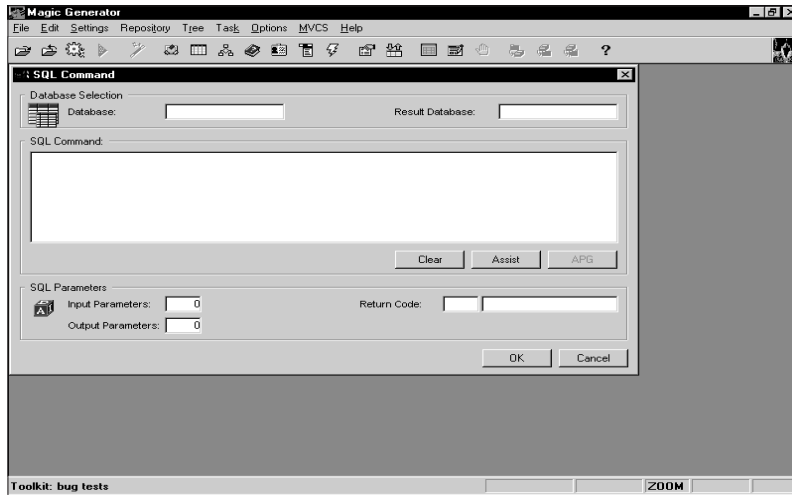 Magic Generator
File Edit Settings Repository Tree Task Options MVCS Help
SQL Command
Database Selection
Database: Result Database:
SQL Command:
Clear Assist APG
SQL Parameters
Input Parameters: 0 Return Code:
Output Parameters: 0
OK Cancel
Toolkit: bug tests ZOOM